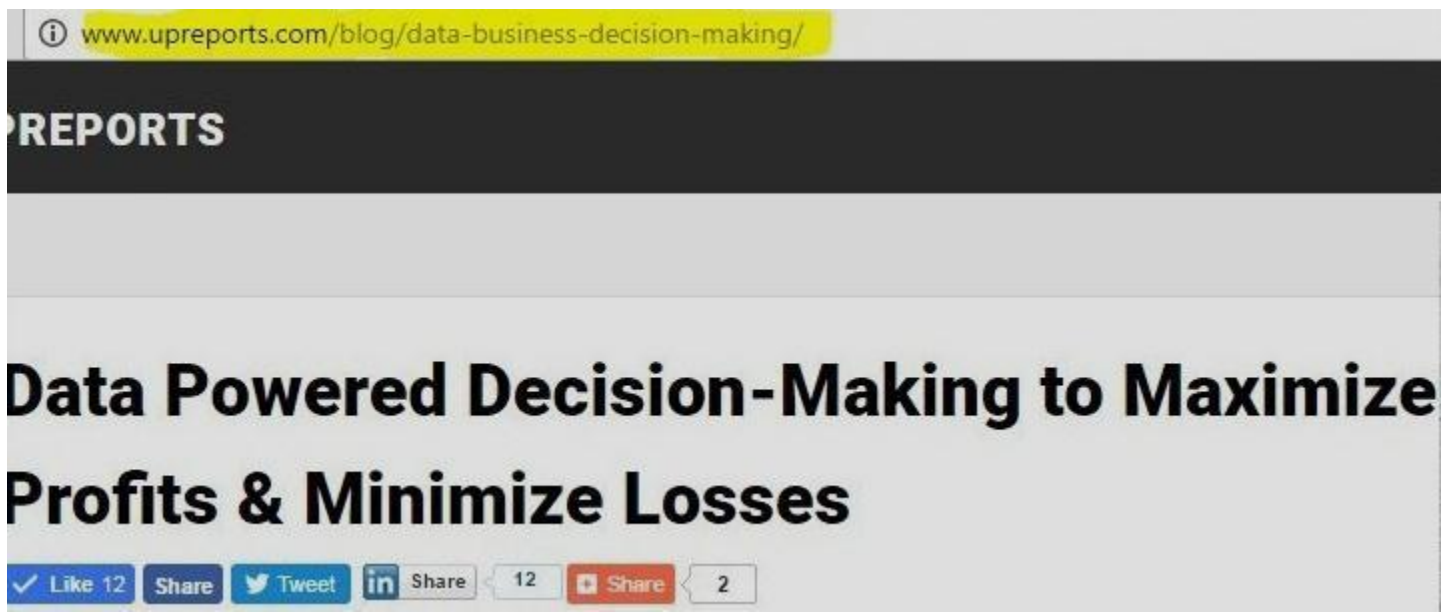 www.upreports.com/blog/data-business-decision-making/
PREPORTS
Data Powered Decision-Making to Maximize
Profits & Minimize Losses
Like 12 Share Tweet in Share 12 Share 2